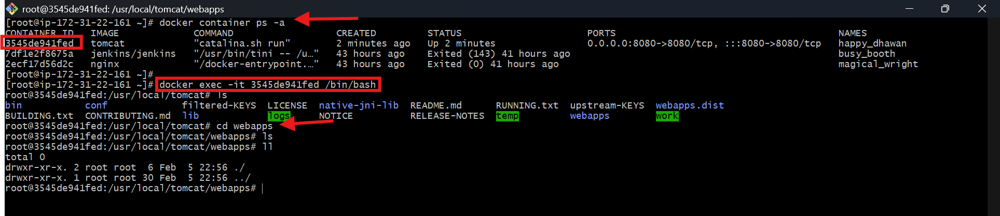 root@3545de941fed: /usr/local/tomcat/webapps
[root@ip-172-31-22-161 ~]# docker container ps -a
CONTAINER ID   IMAGE             COMMAND                  CREATED         STATUS                      PORTS                                       NAMES
3545de941fed   tomcat            "catalina.sh run"        2 minutes ago   Up 2 minutes                0.0.0.0:8080->8080/tcp, :::8080->8080/tcp   happy_dhawan
7df1e2f8675a   jenkins/jenkins   "/usr/bin/tini -- /u…"   43 hours ago    Exited (143) 41 hours ago                                               busy_booth
2ecf17d56d2c   nginx             "/docker-entrypoint.…"   43 hours ago    Exited (0) 41 hours ago                                                 magical_wright
[root@ip-172-31-22-161 ~]#
[root@ip-172-31-22-161 ~]# docker exec -it 3545de941fed /bin/bash
root@3545de941fed:/usr/local/tomcat# ls
bin           conf             filtered-KEYS  LICENSE  native-jni-lib  README.md      RUNNING.txt  upstream-KEYS  webapps.dist
BUILDING.txt  CONTRIBUTING.md  lib            logs     NOTICE          RELEASE-NOTES  temp         webapps        work
root@3545de941fed:/usr/local/tomcat# cd webapps
root@3545de941fed:/usr/local/tomcat/webapps# ls
root@3545de941fed:/usr/local/tomcat/webapps# ll
total 0
drwxr-xr-x. 2 root root  6 Feb  5 22:56 ./
drwxr-xr-x. 1 root root 30 Feb  5 22:56 ../
root@3545de941fed:/usr/local/tomcat/webapps#